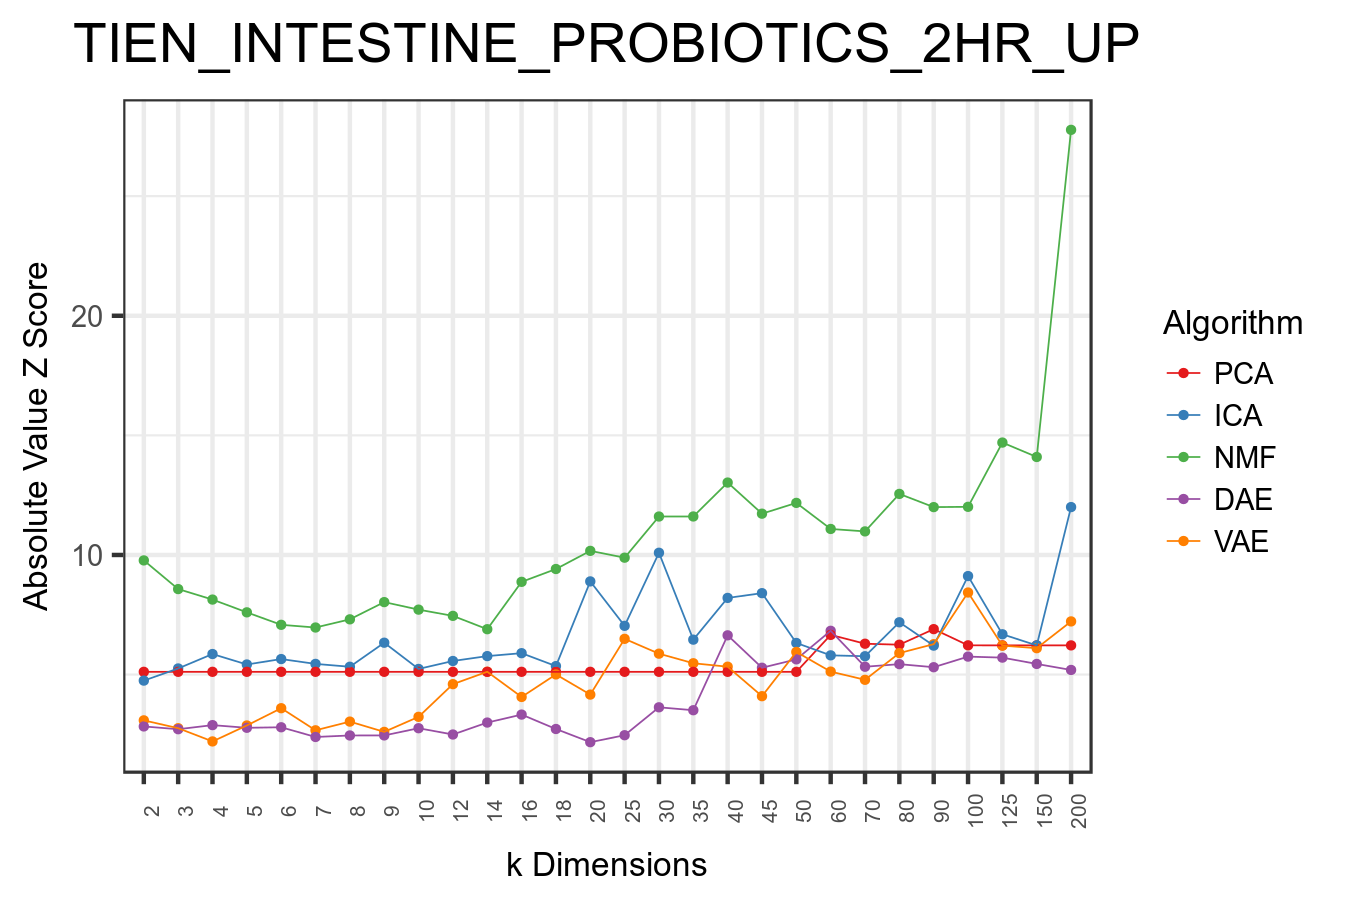 TIEN_INTESTINE_PROBIOTICS_2HR_UP
Absolute Value Z Score
20
10
2 3 4 5 6 7 8 9 10 12 14 16 18 20 25 30 35 40 45 50 60 70 80 90 100 125 150 200
k Dimensions
Algorithm
PCA
ICA
NMF
DAE
VAE